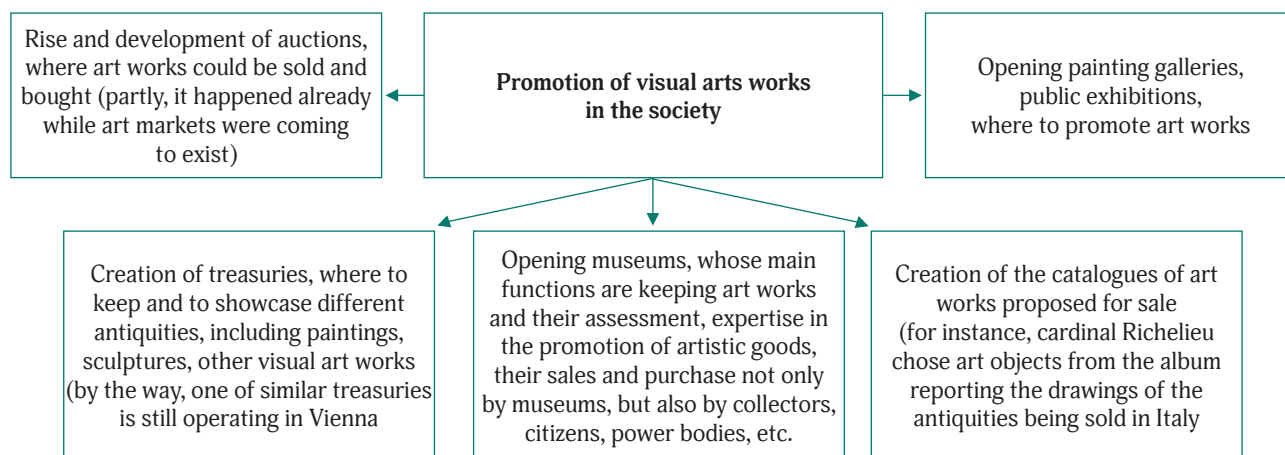 Rise and development of auctions,
where art works could be sold and
bought (partly, it happened already
while art markets were coming
to exist)
Promotion of visual arts works
in the society
Opening painting galleries,
public exhibitions,
where to promote art works
Creation of treasuries, where to
keep and to showcase different
antiquities, including paintings,
sculptures, other visual art works
(by the way, one of similar treasuries
is still operating in Vienna
Opening museums, whose main
functions are keeping art works
and their assessment, expertise in
the promotion of artistic goods,
their sales and purchase not only
by museums, but also by collectors,
citizens, power bodies, etc.
Creation of the catalogues of art
works proposed for sale
(for instance, cardinal Richelieu
chose art objects from the album
reporting the drawings of the
antiquities being sold in Italy